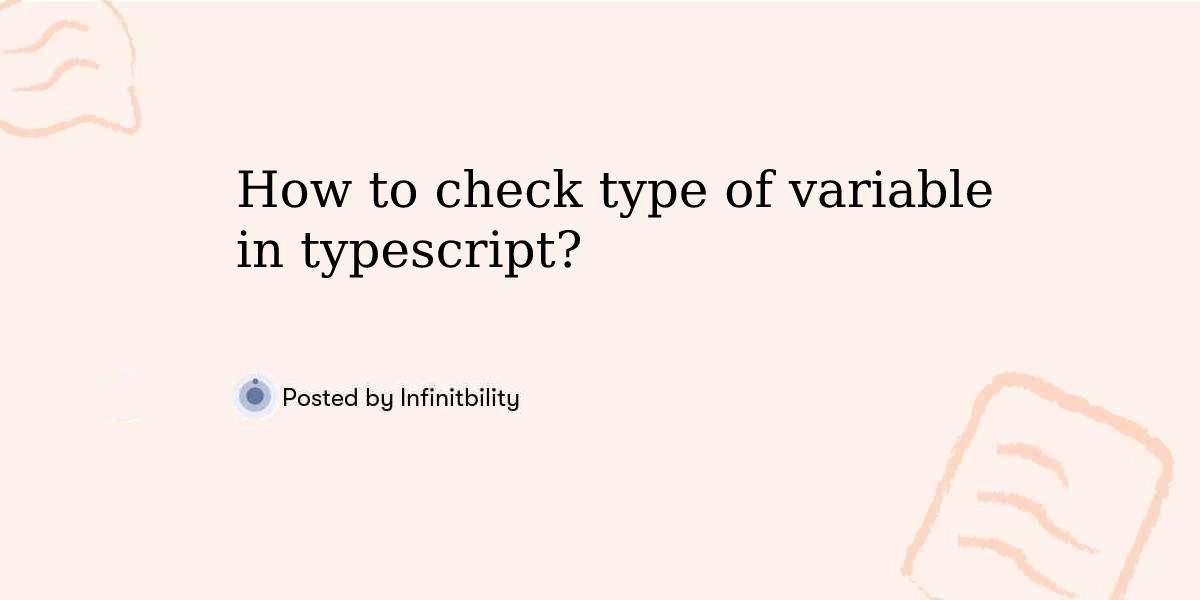 How to check type of variable
in typescript?
Posted by Infinitbility